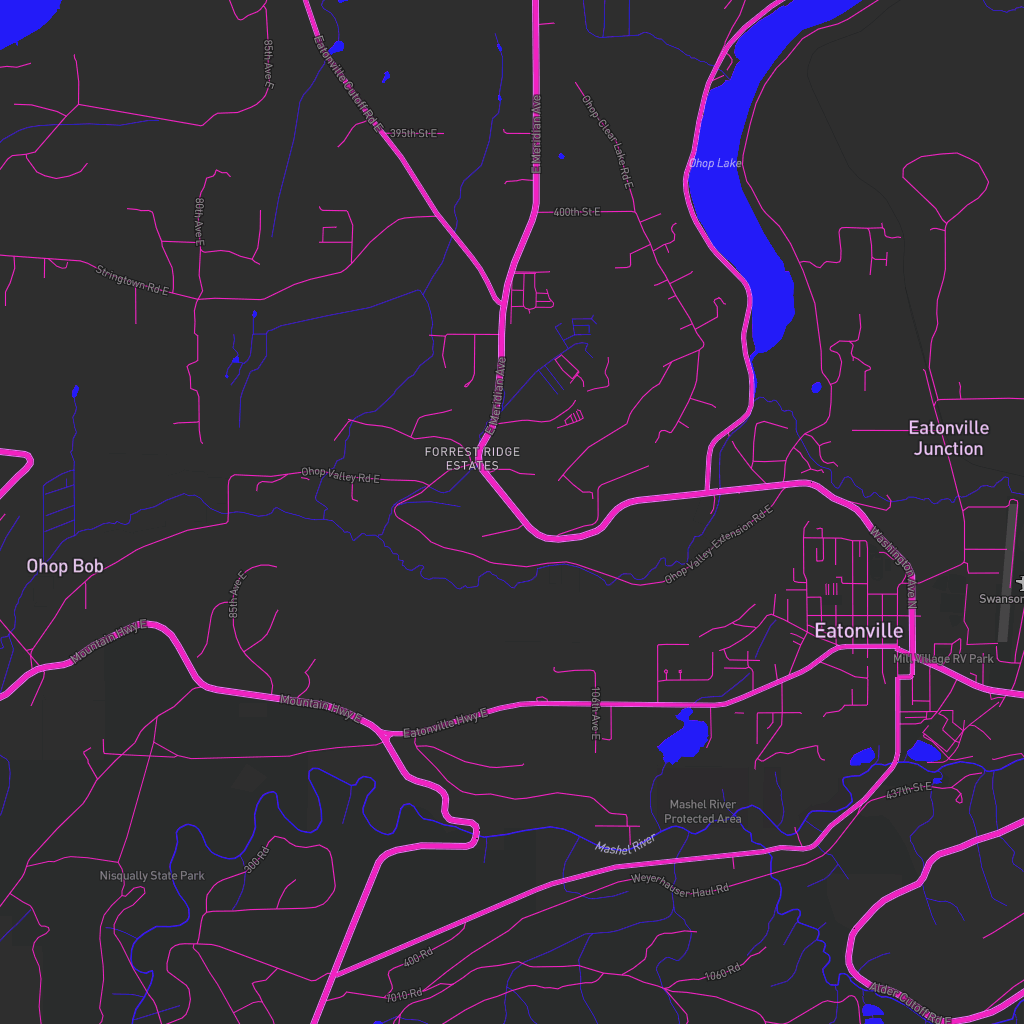 85th Ave E
Eatonville Cutoff Rd E
E Meridian Ave
395th St E
Ohop-Clear Lake Rd E
Ohop Lake
80th Ave E
400th St E
Stringtown Rd E
E Meridian Ave
Eatonville
Junction
FORREST RIDGE
ESTATES
Ohop Valley Rd E
Ohop Valley-Extension Rd E
Washington Ave N
Ohop Bob
85th Ave E
Swanson
Eatonville
Mountain Hwy E
Mill Village RV Park
Mountain Hwy E
106th Ave E
Eatonville Hwy E
437th St E
Mashel River
Protected Area
Mashel River
300 Rd
Nisqually State Park
Weyerhauser Haul Rd
400 Rd
1060 Rd
7010 Rd
Alder Cutoff Rd E